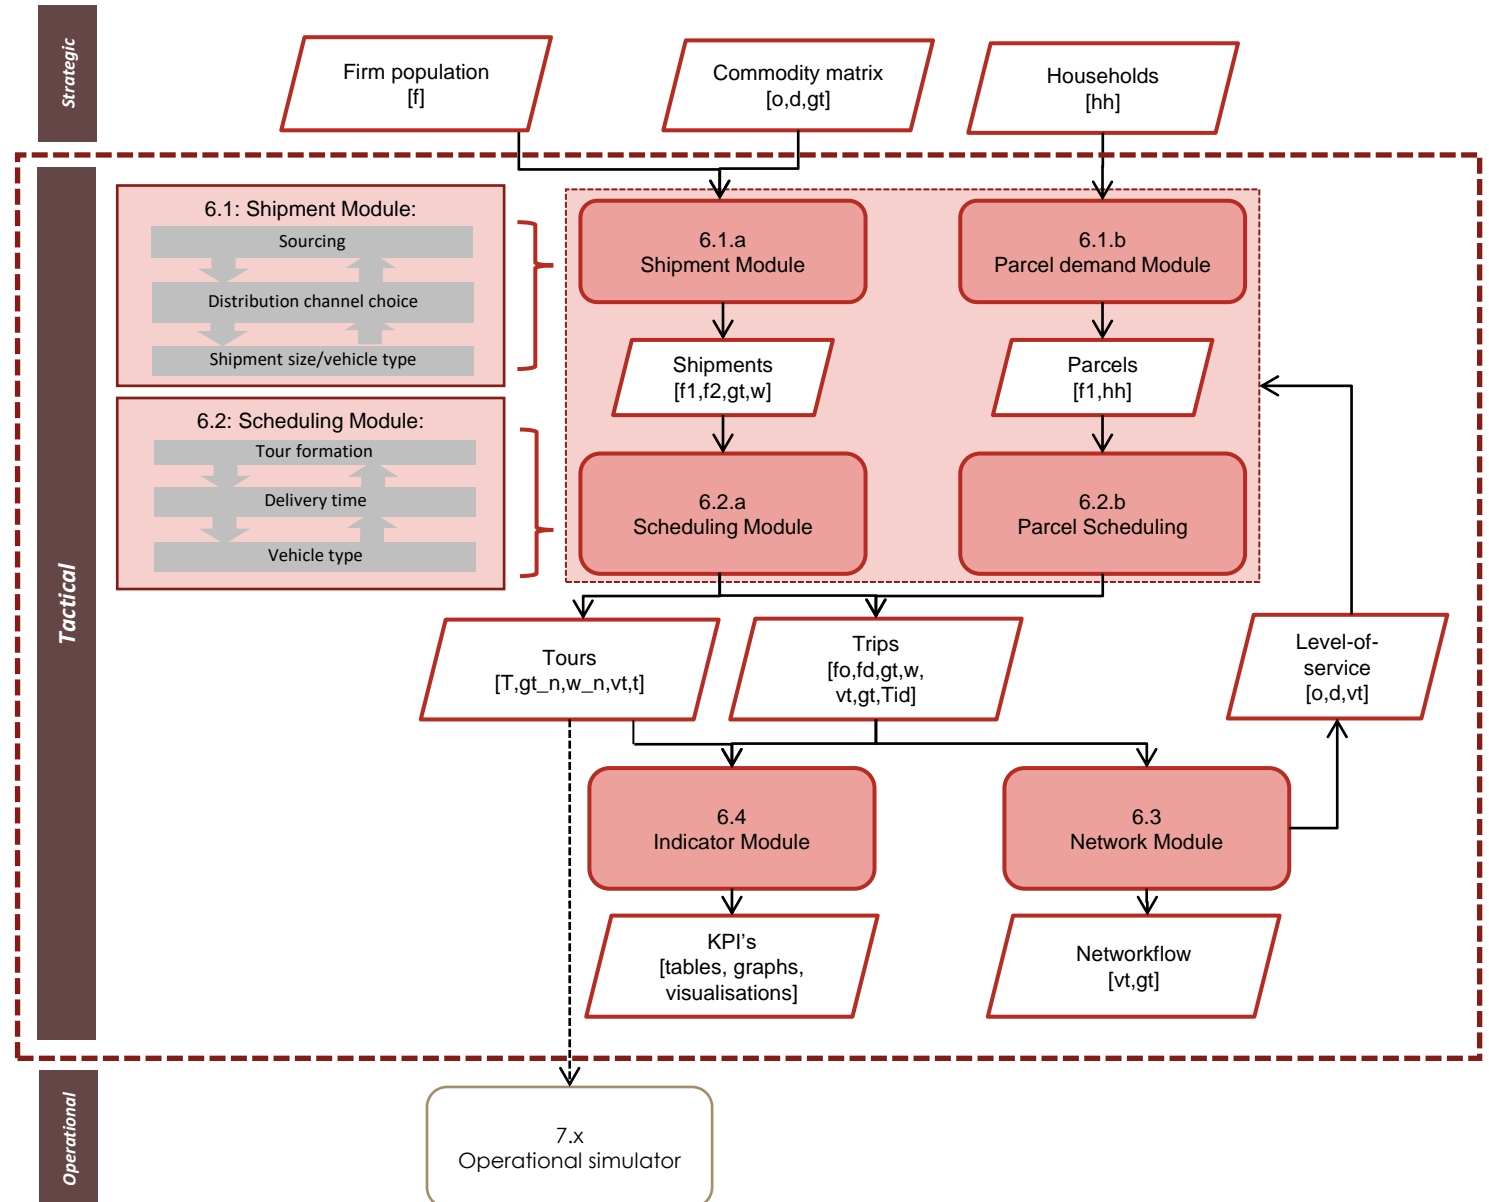 Strategic
Firm population
[f]
Commodity matrix
[o,d,gt]
Households
[hh]
Tactical
6.1: Shipment Module:
Sourcing
Distribution channel choice
Shipment size/vehicle type
6.2: Scheduling Module:
Tour formation
Delivery time
Vehicle type
6.1.a
Shipment Module
6.1.b
Parcel demand Module
Shipments
[f1,f2,gt,w]
Parcels
[f1,hh]
6.2.a
Scheduling Module
6.2.b
Parcel Scheduling
Tours
[T,gt_n,w_n,vt,t]
Trips
[fo,fd,gt,w,
vt,gt,Tid]
Level-of-
service
[o,d,vt]
6.4
Indicator Module
6.3
Network Module
KPI's
[tables, graphs,
visualisations]
Networkflow
[vt,gt]
Operational
7.x
Operational simulator